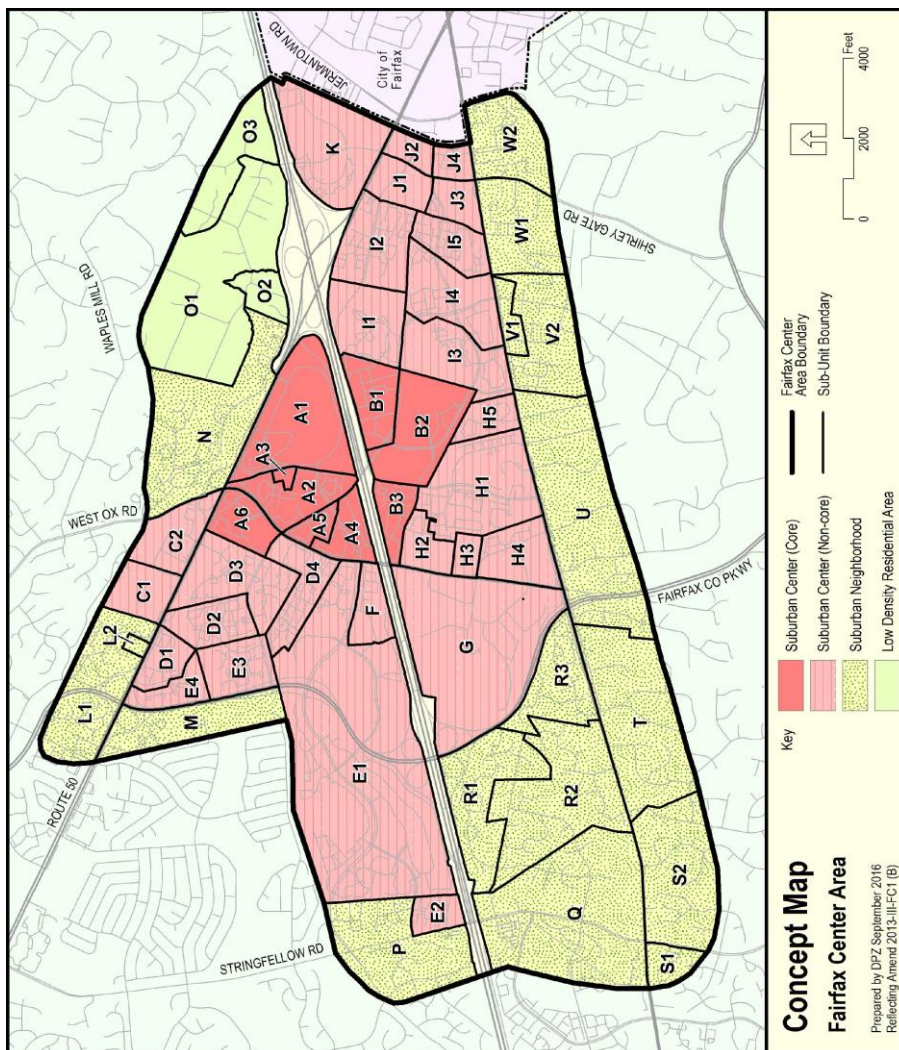 STRINGFELLOW RD
ROUTE 50
WEST OX RD
WAPLES MILL RD
JERMANTOWN RD
City of
Fairfax
SHIRLEY GATE RD
FAIRFAX CO PKWY
L1
L2
M
C1
C2
N
O1
O2
O3
D1
D2
D3
D4
E4
E3
E1
E2
F
P
A6
A3
A1
A2
A5
A4
B1
B2
B3
K
I1
I2
I3
I4
I5
J1
J2
J3
J4
H1
H2
H3
H4
H5
G
R1
R2
R3
Q
S1
S2
T
U
V1
V2
W1
W2
Concept Map
Fairfax Center Area
Prepared by DPZ September 2016
Reflecting Amend 2013-III-FC1 (B)
Key
Suburban Center (Core)
Suburban Center (Non-core)
Suburban Neighborhood
Low Density Residential Area
Fairfax Center
Area Boundary
Sub-Unit Boundary
0 2000 4000
Feet